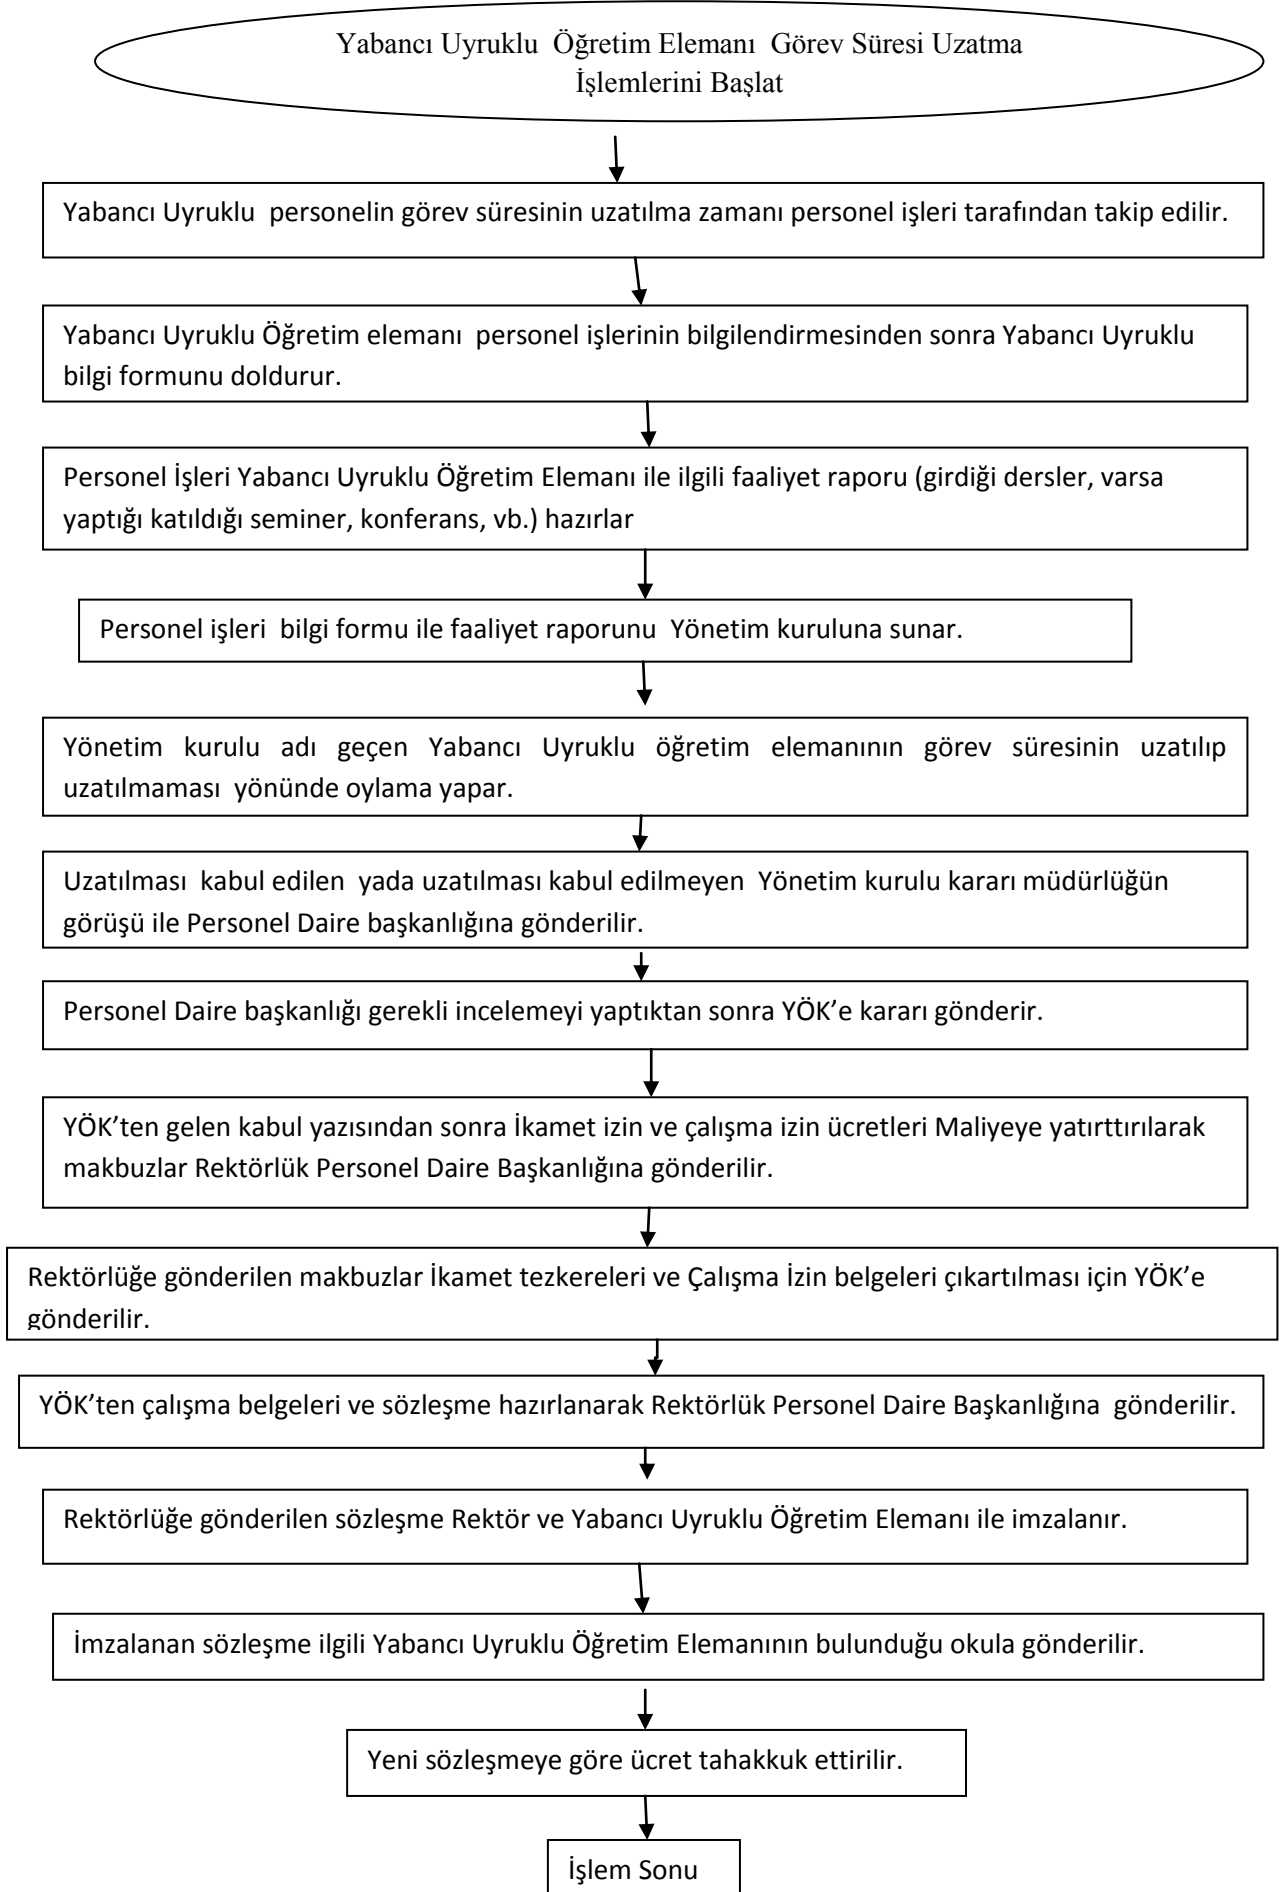 Yabancı Uyruklu Öğretim Elemanı Görev Süresi Uzatma
İşlemlerini Başlat
Yabancı Uyruklu personelin görev süresinin uzatılma zamanı personel işleri tarafından takip edilir.
Yabancı Uyruklu Öğretim elemanı personel işlerinin bilgilendirmesinden sonra Yabancı Uyruklu
bilgi formunu doldurur.
Personel İşleri Yabancı Uyruklu Öğretim Elemanı ile ilgili faaliyet raporu (girdiği dersler, varsa
yaptığı katıldığı seminer, konferans, vb.) hazırlar
Personel işleri bilgi formu ile faaliyet raporunu Yönetim kuruluna sunar.
Yönetim kurulu adı geçen Yabancı Uyruklu öğretim elemanının görev süresinin uzatılıp
uzatılmaması yönünde oylama yapar.
Uzatılması kabul edilen yada uzatılması kabul edilmeyen Yönetim kurulu kararı müdürlüğün
görüşü ile Personel Daire başkanlığına gönderilir.
Personel Daire başkanlığı gerekli incelemeyi yaptıktan sonra YÖK’e kararı gönderir.
YÖK’ten gelen kabul yazısından sonra İkamet izin ve çalışma izin ücretleri Maliyeye yatırttırılarak
makbuzlar Rektörlük Personel Daire Başkanlığına gönderilir.
Rektörlüğe gönderilen makbuzlar İkamet tezkereleri ve Çalışma İzin belgeleri çıkartılması için YÖK’e
gönderilir.
YÖK’ten çalışma belgeleri ve sözleşme hazırlanarak Rektörlük Personel Daire Başkanlığına gönderilir.
Rektörlüğe gönderilen sözleşme Rektör ve Yabancı Uyruklu Öğretim Elemanı ile imzalanır.
İmzalanan sözleşme ilgili Yabancı Uyruklu Öğretim Elemanının bulunduğu okula gönderilir.
Yeni sözleşmeye göre ücret tahakkuk ettirilir.
İşlem Sonu